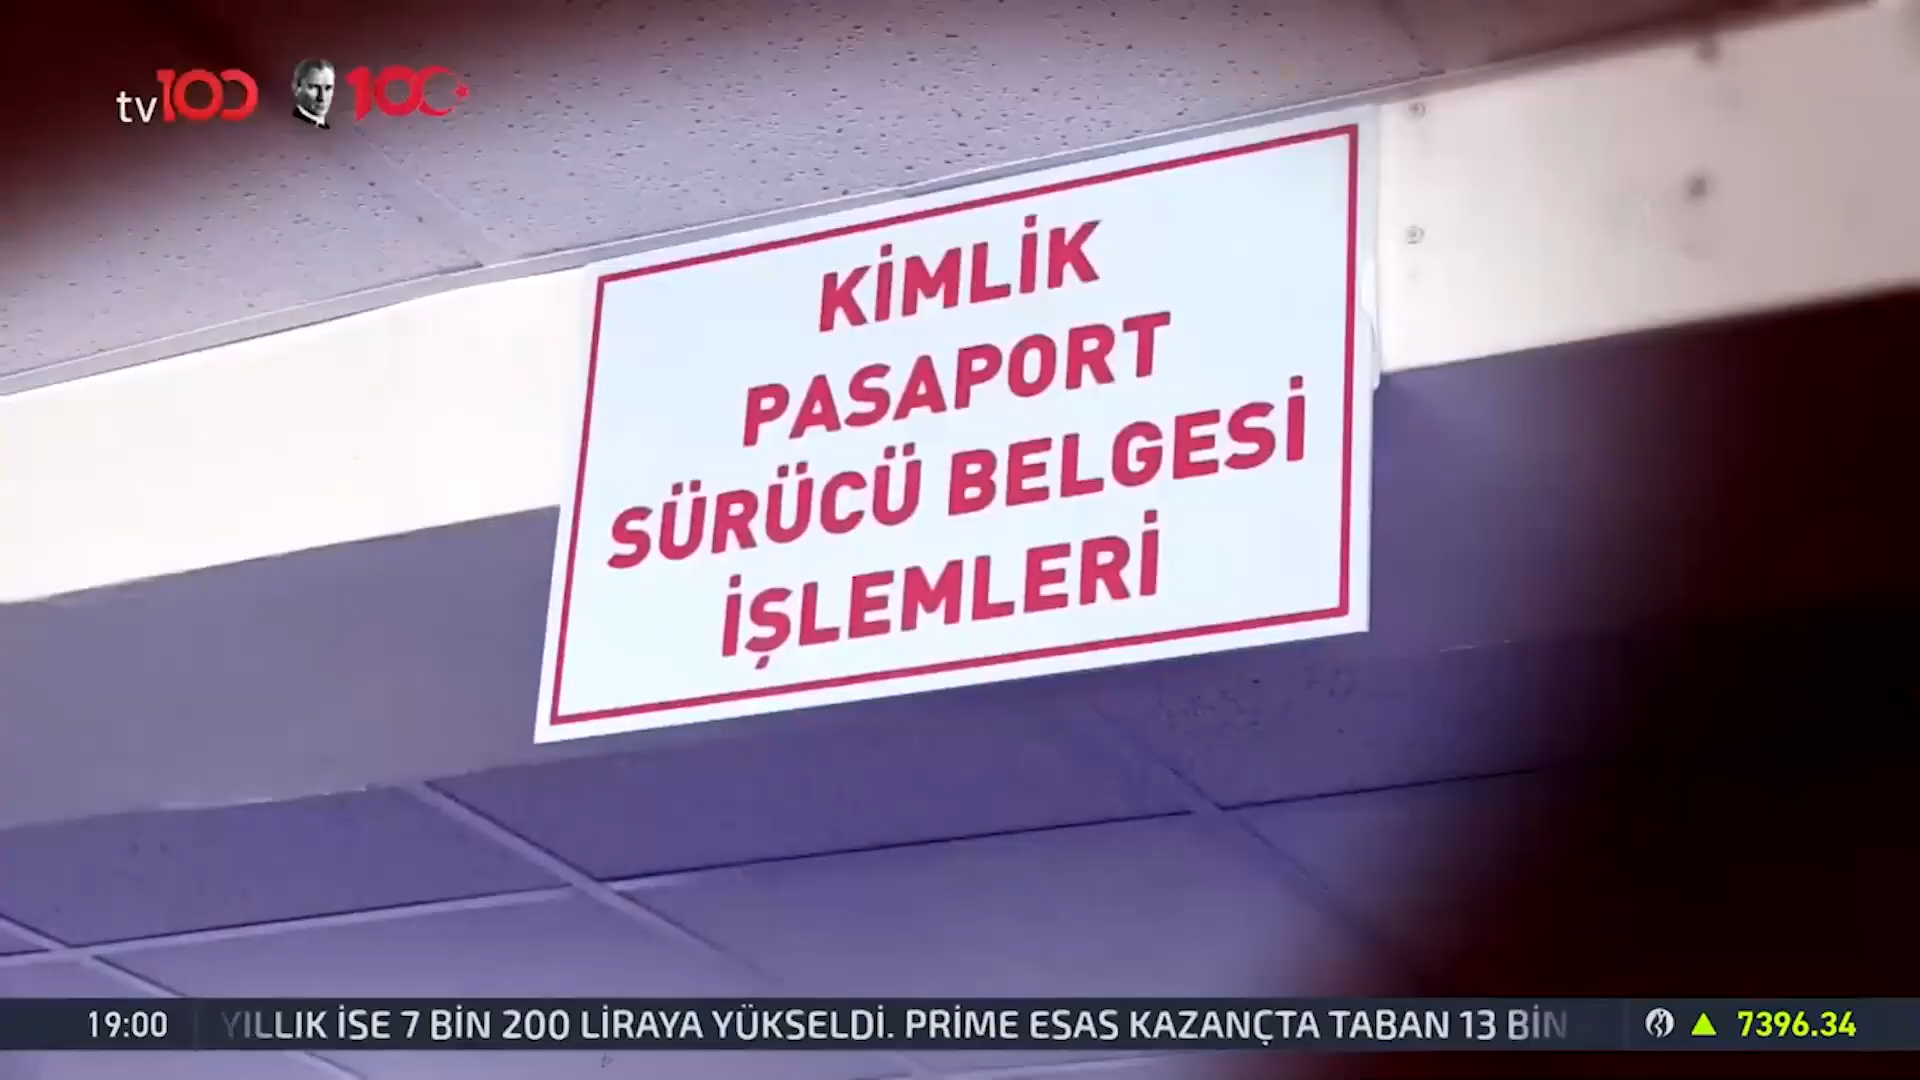 tv100 100
KİMLİK
PASAPORT
SÜRÜCÜ BELGESİ
İŞLEMLERİ
19:00 YILLIK İSE 7 BİN 200 LİRAYA YÜKSELDİ. PRİME ESAS KAZANÇTA TABAN 13 BİN 7396.34